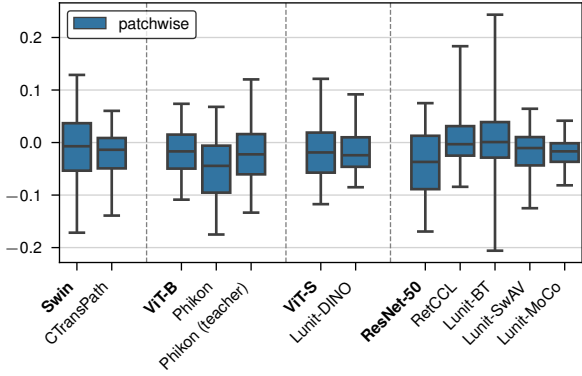 patchwise
0.2
0.1
0.0
−0.1
−0.2
Swin
CTransPath
ViT-B
Phikon
Phikon (teacher)
ViT-S
Lunit-DINO
ResNet-50
RetCCL
Lunit-BT
Lunit-SwAV
Lunit-MoCo